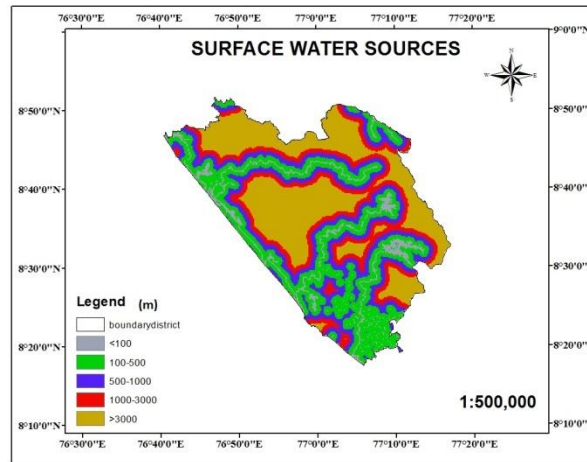 76°30'0"E 76°40'0"E 76°50'0"E 77°0'0"E 77°10'0"E 77°20'0"E
9°0'0"N
SURFACE WATER SOURCES
N
W E
S
8°50'0"N 8°50'0"N
8°40'0"N 8°40'0"N
8°30'0"N 8°30'0"N
Legend (m)
boundarydistrict
<100
100-500
500-1000
1000-3000
>3000
8°20'0"N 8°20'0"N
1:500,000
8°10'0"N 8°10'0"N
76°30'0"E 76°40'0"E 76°50'0"E 77°0'0"E 77°10'0"E 77°20'0"E